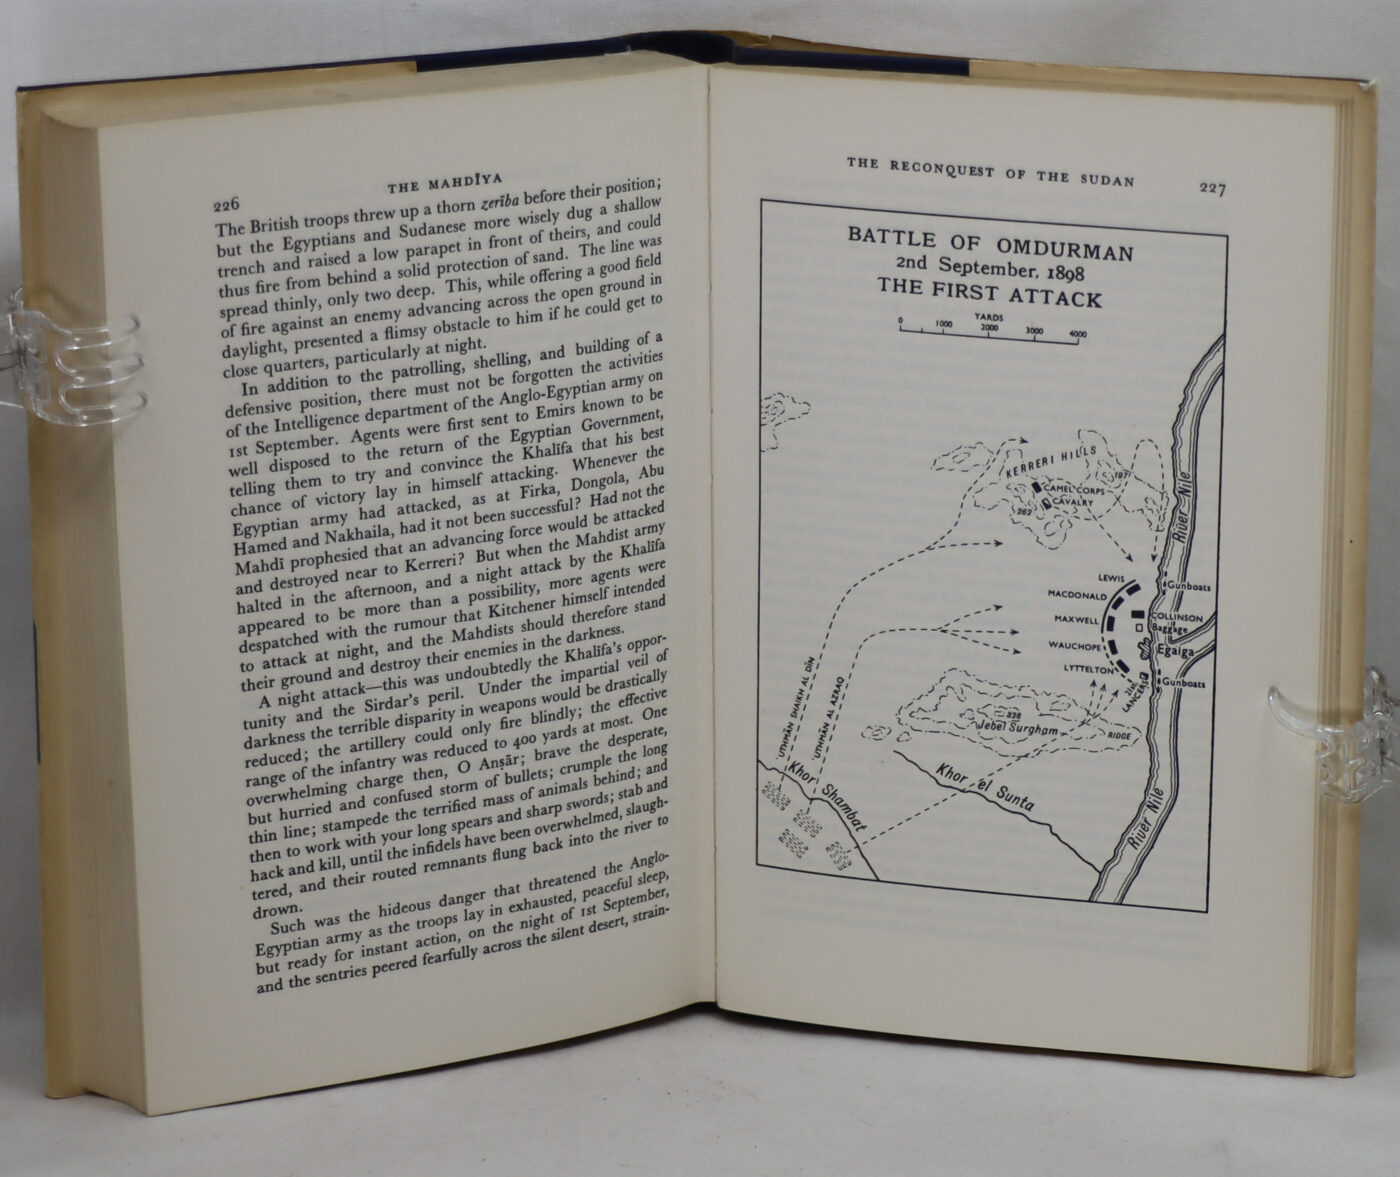 226
THE MAHDĪYA
The British troops threw up a thorn zerība before their position;
but the Egyptians and Sudanese more wisely dug a shallow
trench and raised a low parapet in front of theirs, and could
thus fire from behind a solid protection of sand. The line was
spread thinly, only two deep. This, while offering a good field
of fire against an enemy advancing across the open ground in
daylight, presented a flimsy obstacle to him if he could get to
close quarters, particularly at night.
In addition to the patrolling, shelling, and building of a
defensive position, there must not be forgotten the activities
of the Intelligence department of the Anglo-Egyptian army on
1st September. Agents were first sent to Emirs known to be
well disposed to the return of the Egyptian Government,
telling them to try and convince the Khalīfa that his best
chance of victory lay in himself attacking. Whenever the
Egyptian army had attacked, as at Firka, Dongola, Abu
Hamed and Nakhaila, had it not been successful? Had not the
Mahdī prophesied that an advancing force would be attacked
and destroyed near to Kerreri? But when the Mahdist army
halted in the afternoon, and a night attack by the Khalīfa
appeared to be more than a possibility, more agents were
despatched with the rumour that Kitchener himself intended
to attack at night, and the Mahdists should therefore stand
their ground and destroy their enemies in the darkness.
A night attack—this was undoubtedly the Khalīfa's oppor-
tunity and the Sirdar's peril. Under the impartial veil of
darkness the terrible disparity in weapons would be drastically
reduced; the artillery could only fire blindly; the effective
range of the infantry was reduced to 400 yards at most. One
overwhelming charge then, O Anṣār; brave the desperate,
but hurried and confused storm of bullets; crumple the long
thin line; stampede the terrified mass of animals behind; and
then to work with your long spears and sharp swords; stab and
hack and kill, until the infidels have been overwhelmed, slaugh-
tered, and their routed remnants flung back into the river to
drown.
Such was the hideous danger that threatened the Anglo-
Egyptian army as the troops lay in exhausted, peaceful sleep,
but ready for instant action, on the night of 1st September,
and the sentries peered fearfully across the silent desert, strain-
THE RECONQUEST OF THE SUDAN
227
BATTLE OF OMDURMAN
2nd September, 1898
THE FIRST ATTACK
YARDS
0 1000 2000 3000 4000
KERRERI HILLS
197
CAMEL CORPS
CAVALRY
262
River Nile
LEWIS
Gunboats
MACDONALD
COLLINSON
MAXWELL
Baggage
WAUCHOPE
Egaiga
LYTTELTON
21st LANCERS
Gunboats
'UTHMĀN SHAIKH AL DĪN
'UTHMĀN AL AZRAQ
328
Jebel Surgham
RIDGE
Khor Shambat
Khor el Sunta
River Nile